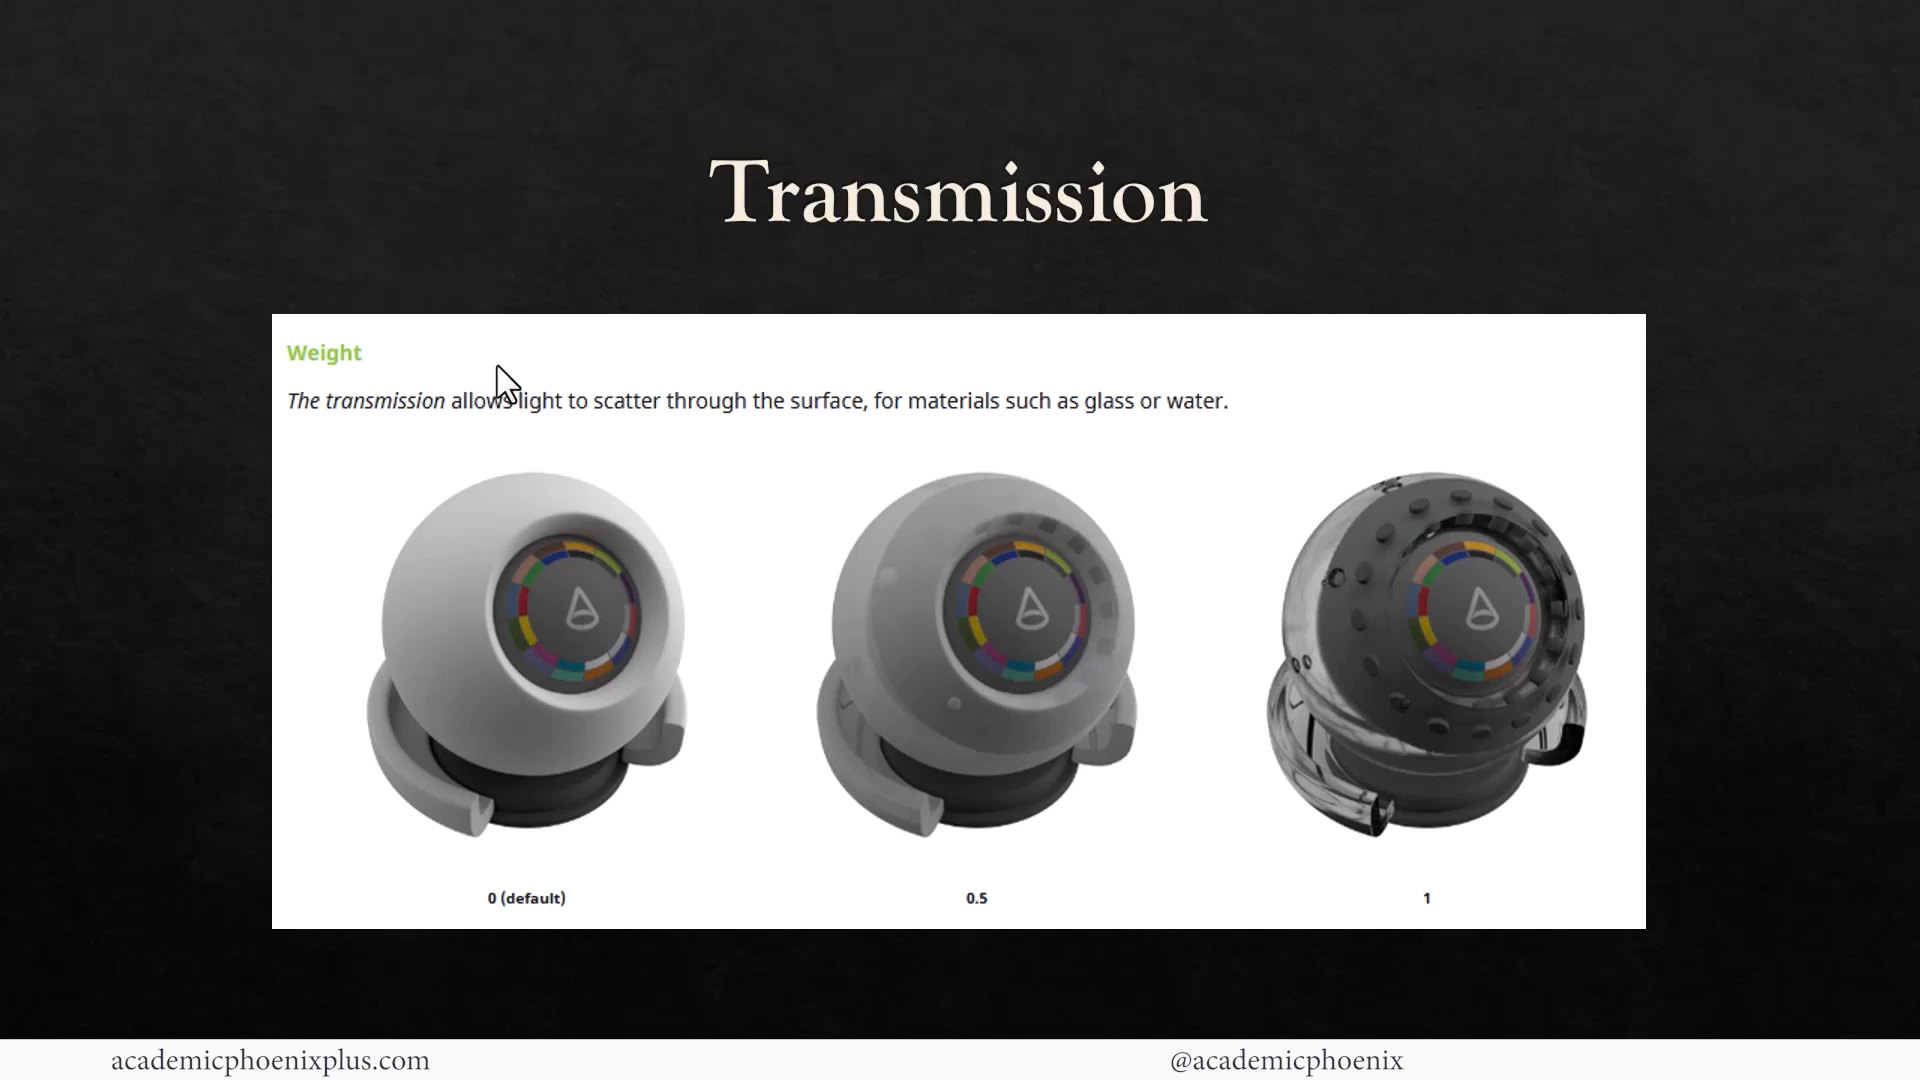 Transmission
Weight
The transmission allows light to scatter through the surface, for materials such as glass or water.
0 (default)
0.5
1
academicphoenixplus.com
@academicphoenix